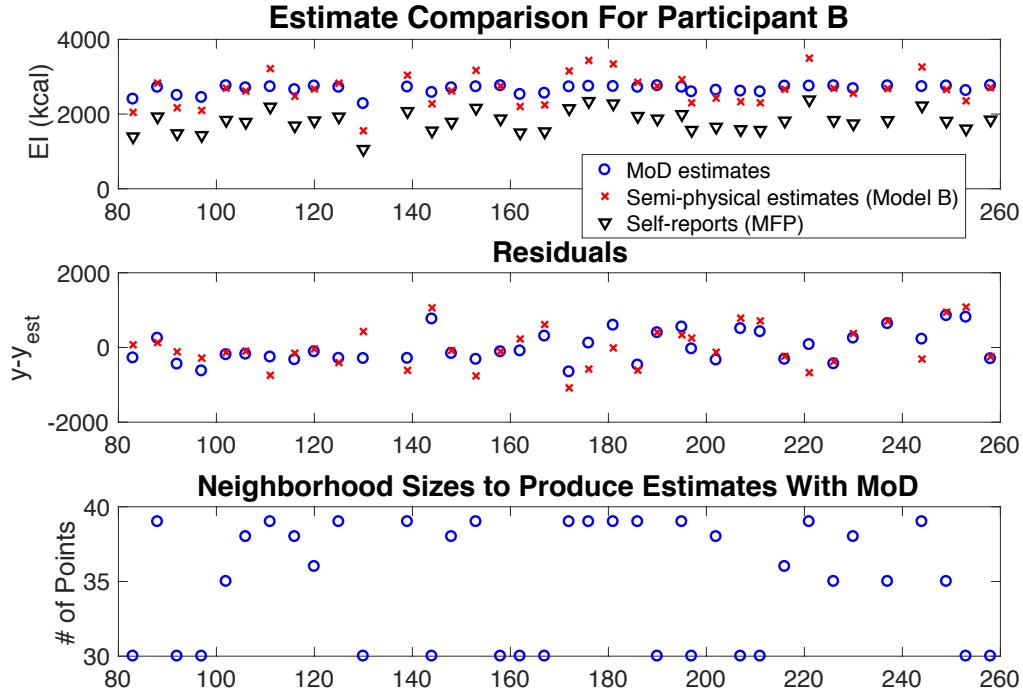 Estimate Comparison For Participant B
4000
2000
0
EI (kcal)
80 100 120 140 160 180 200 220 240 260
MoD estimates
Semi-physical estimates (Model B)
Self-reports (MFP)
Residuals
2000
0
-2000
y-yest
80 100 120 140 160 180 200 220 240 260
Neighborhood Sizes to Produce Estimates With MoD
40
35
30
# of Points
80 100 120 140 160 180 200 220 240 260